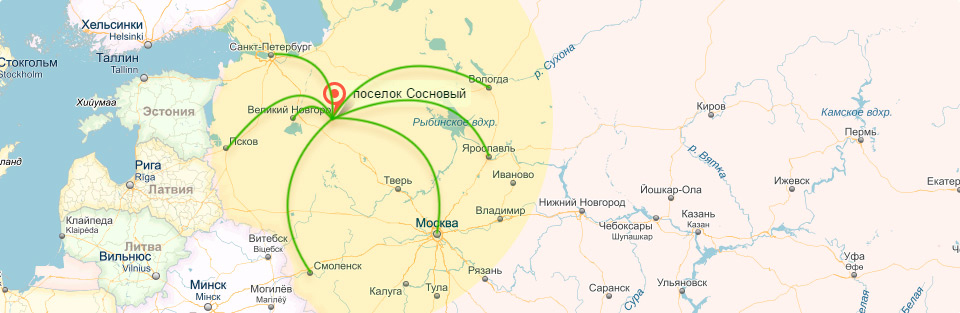 Хельсинки
Helsinki
Санкт-Петербург
Таллин
Tallinn
Стокгольм
Stockholm
Хийумаа
Эстония
Великий Новгород
поселок Сосновый
Вологда
р. Сухона
Рыбинское вдхр.
Псков
Ярославль
Киров
Камское вдхр.
Пермь
р. Вятка
Рига
Rīga
ЛАТВИЯ
Тверь
Иваново
Йошкар-Ола
Ижевск
Екатер
Клайпеда
Klaipėda
Москва
Владимир
Нижний Новгород
Чебоксары
Шупашкар
Казань
Казан
Литва
Вильнюс
Vilnius
Витебск
Віцебск
Смоленск
Рязань
Уфа
Өфө
Минск
Мінск
Могилёв
Магілёў
Калуга
Тула
Саранск
Сура
Ульяновск
Белая
Белая